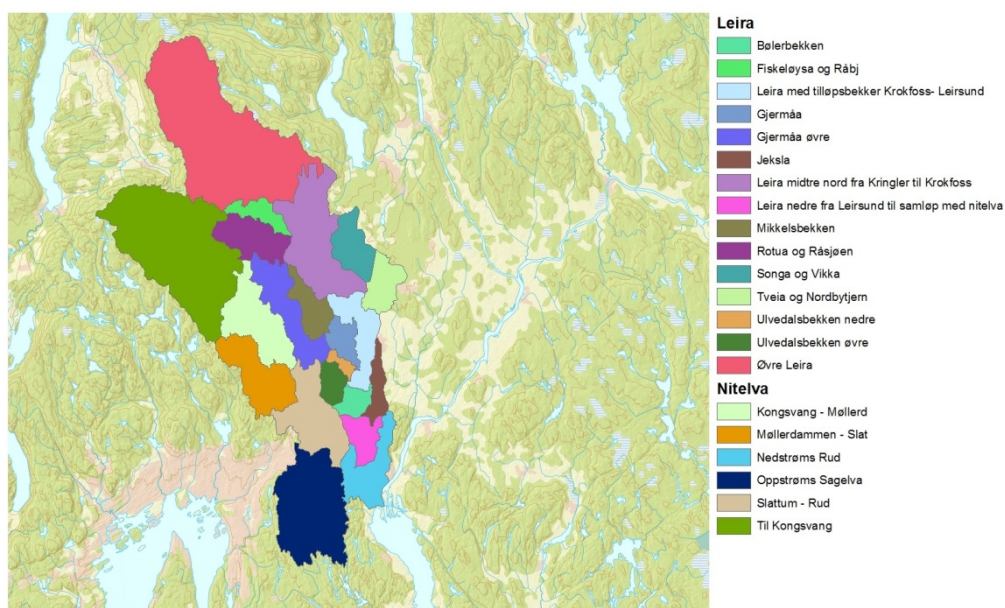 Leira
Bølerbekken
Fiskeløysa og Råbj
Leira med tilløpsbekker Krokfoss- Leirsund
Gjermåa
Gjermåa øvre
Jeksla
Leira midtre nord fra Kringler til Krokfoss
Leira nedre fra Leirsund til samløp med nitelva
Mikkelsbekken
Rotua og Råsjøen
Songa og Vikka
Tveia og Nordbytjern
Ulvedalsbekken nedre
Ulvedalsbekken øvre
Øvre Leira
Nitelva
Kongsvang - Møllerd
Møllerdammen - Slat
Nedstrøms Rud
Oppstrøms Sagelva
Slattum - Rud
Til Kongsvang